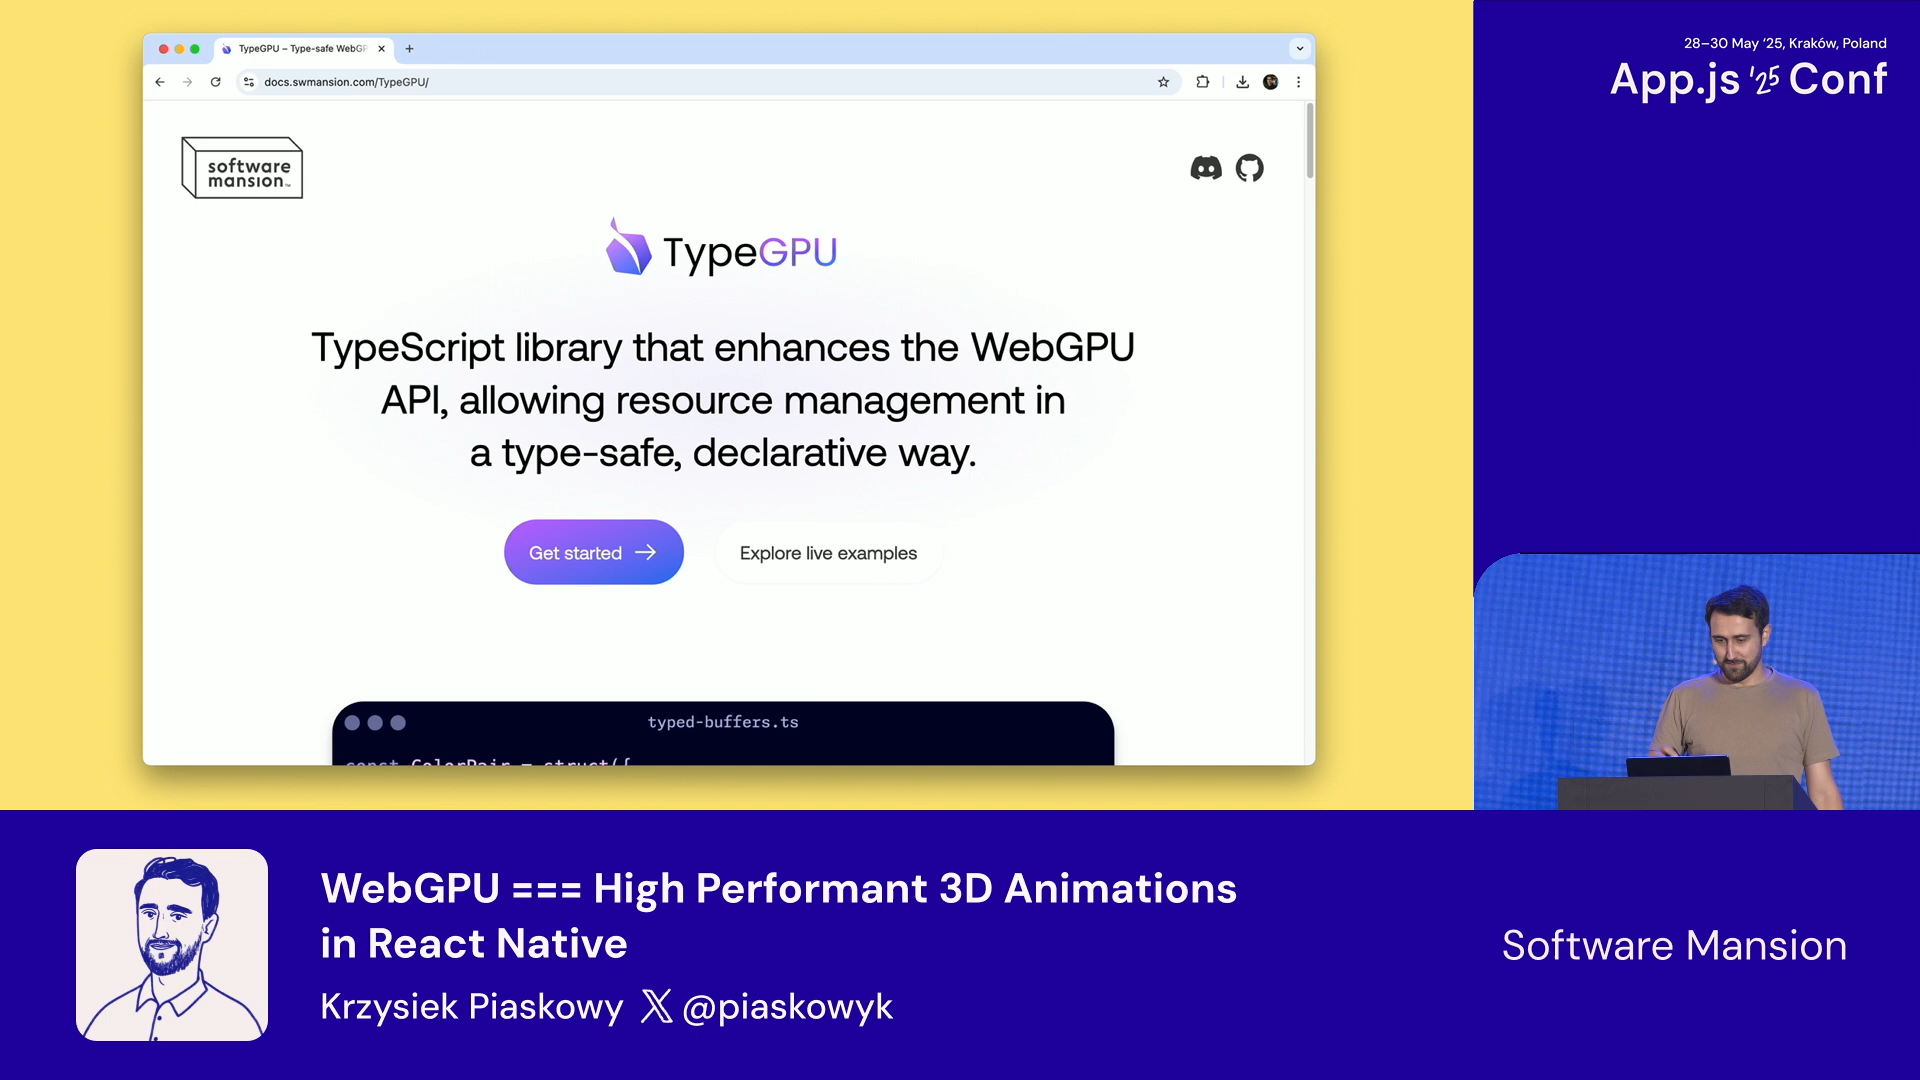 TypeGPU – Type-safe WebGP
docs.swmansion.com/TypeGPU/
software
mansion
TypeGPU
TypeScript library that enhances the WebGPU
API, allowing resource management in
a type-safe, declarative way.
Get started →
Explore live examples
typed-buffers.ts
const ColorPair = struct({
28–30 May ‘25, Kraków, Poland
App.js ‘25 Conf
WebGPU === High Performant 3D Animations
in React Native
Krzysiek Piaskowy 𝕏 @piaskowyk
Software Mansion